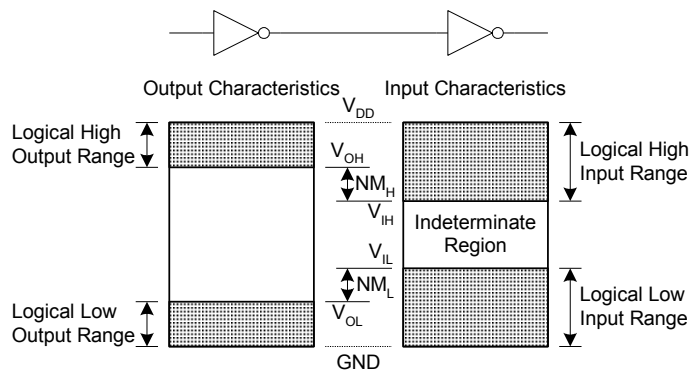 Output Characteristics
Input Characteristics
V_DD
Logical High
Output Range
V_OH
NM_H
V_IH
Logical High
Input Range
Indeterminate
Region
V_IL
NM_L
V_OL
Logical Low
Output Range
Logical Low
Input Range
GND